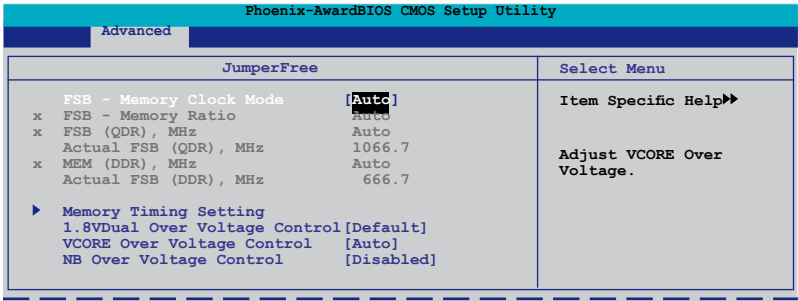 Phoenix-AwardBIOS CMOS Setup Utility
Advanced
JumperFree
Select Menu
FSB - Memory Clock Mode [Auto]
x FSB - Memory Ratio Auto
x FSB (QDR), MHz Auto
Actual FSB (QDR), MHz 1066.7
x MEM (DDR), MHz Auto
Actual FSB (DDR), MHz 666.7
Memory Timing Setting
1.8VDual Over Voltage Control [Default]
VCORE Over Voltage Control [Auto]
NB Over Voltage Control [Disabled]
Item Specific Help
Adjust VCORE Over
Voltage.